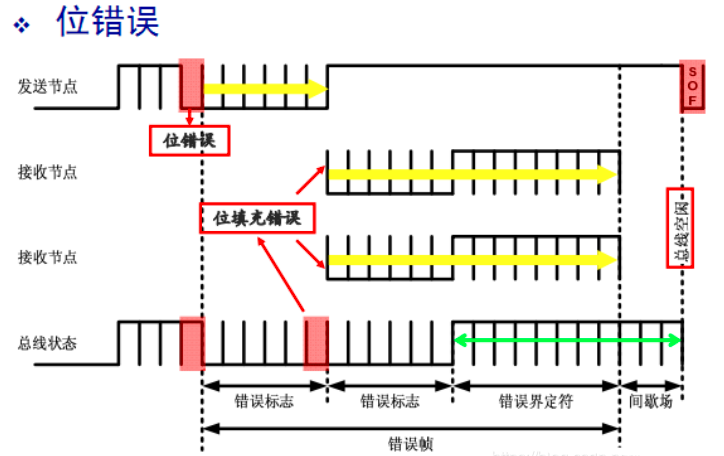 ❖ 位错误
发送节点
SOF
位错误
接收节点
位填充错误
总线空闲
接收节点
总线状态
错误标志 错误标志 错误界定符 间歇场
错误帧